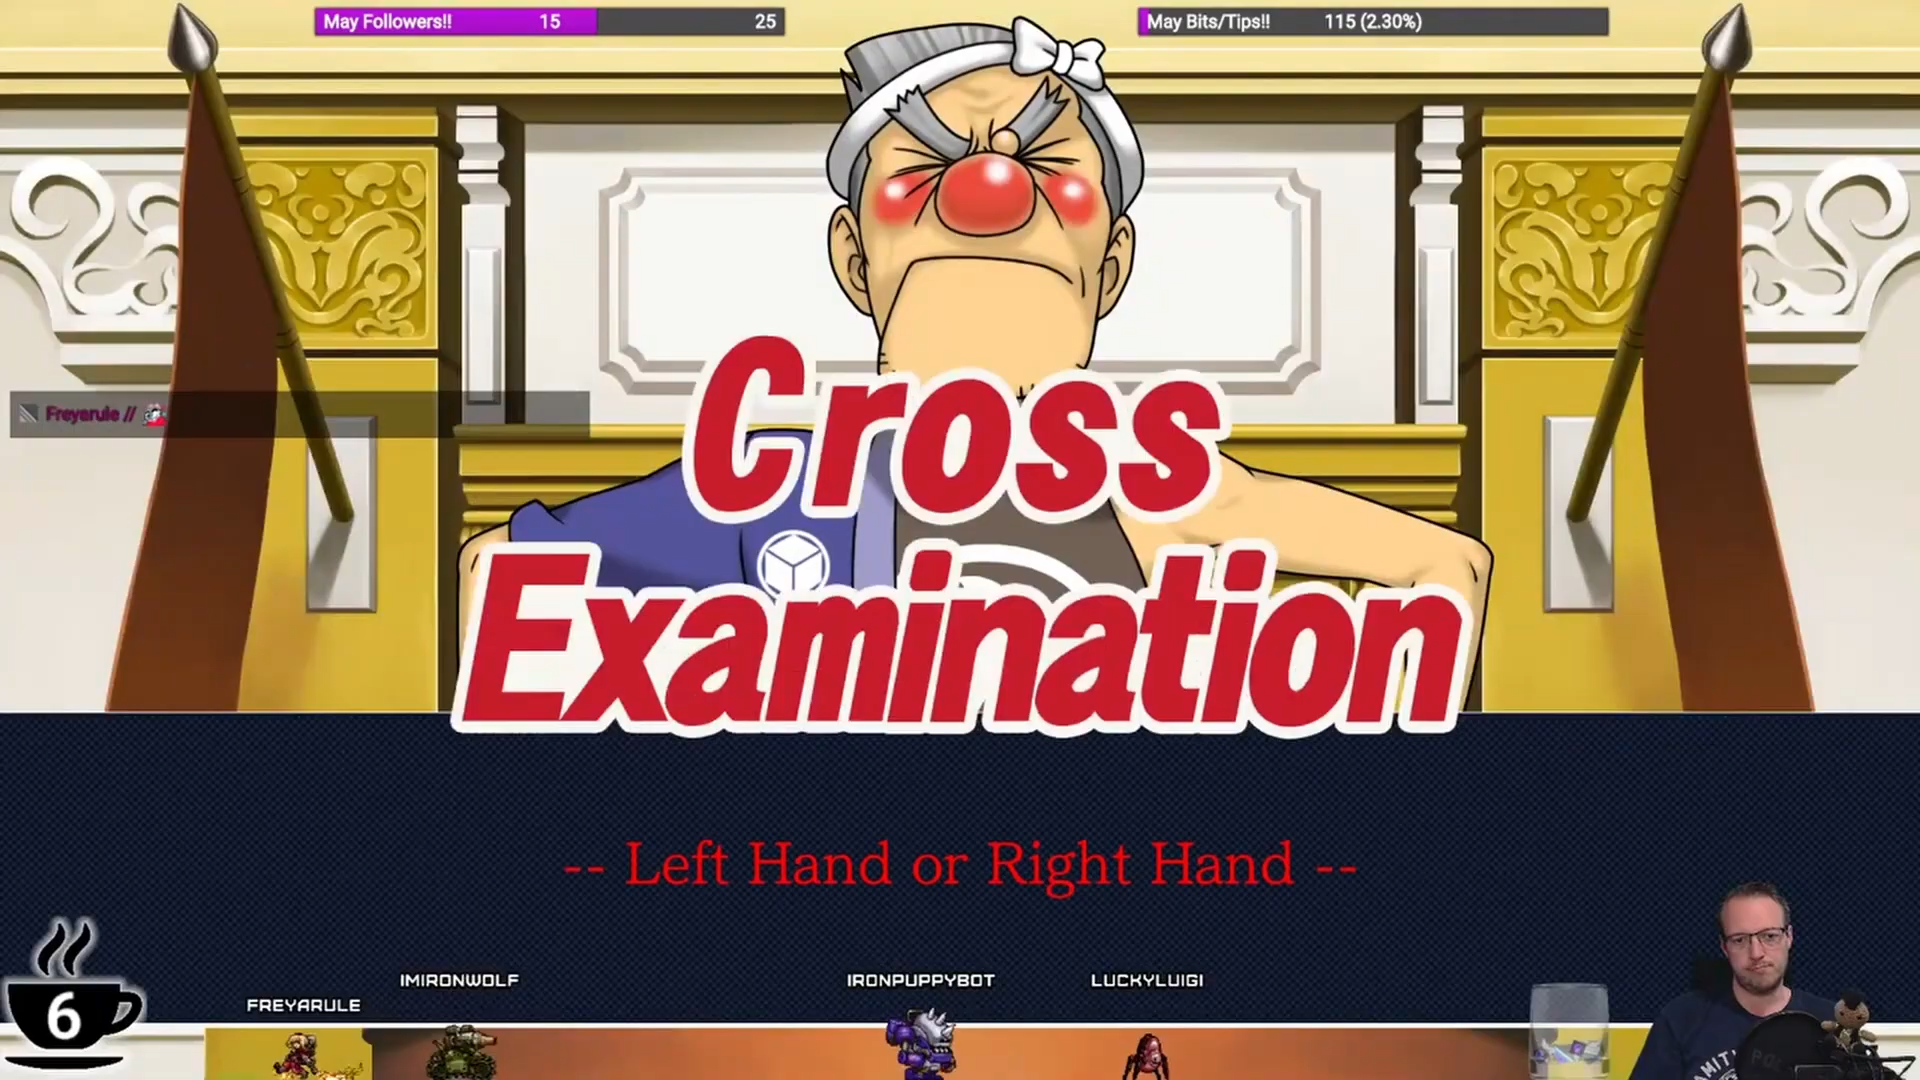 May Followers!! 15 25
May Bits/Tips!! 115 (2.30%)
Freyarule //
Cross
Examination
-- Left Hand or Right Hand --
6
FREYARULE
IMIRONWOLF
IRONPUPPYBOT
LUCKYLUIGI